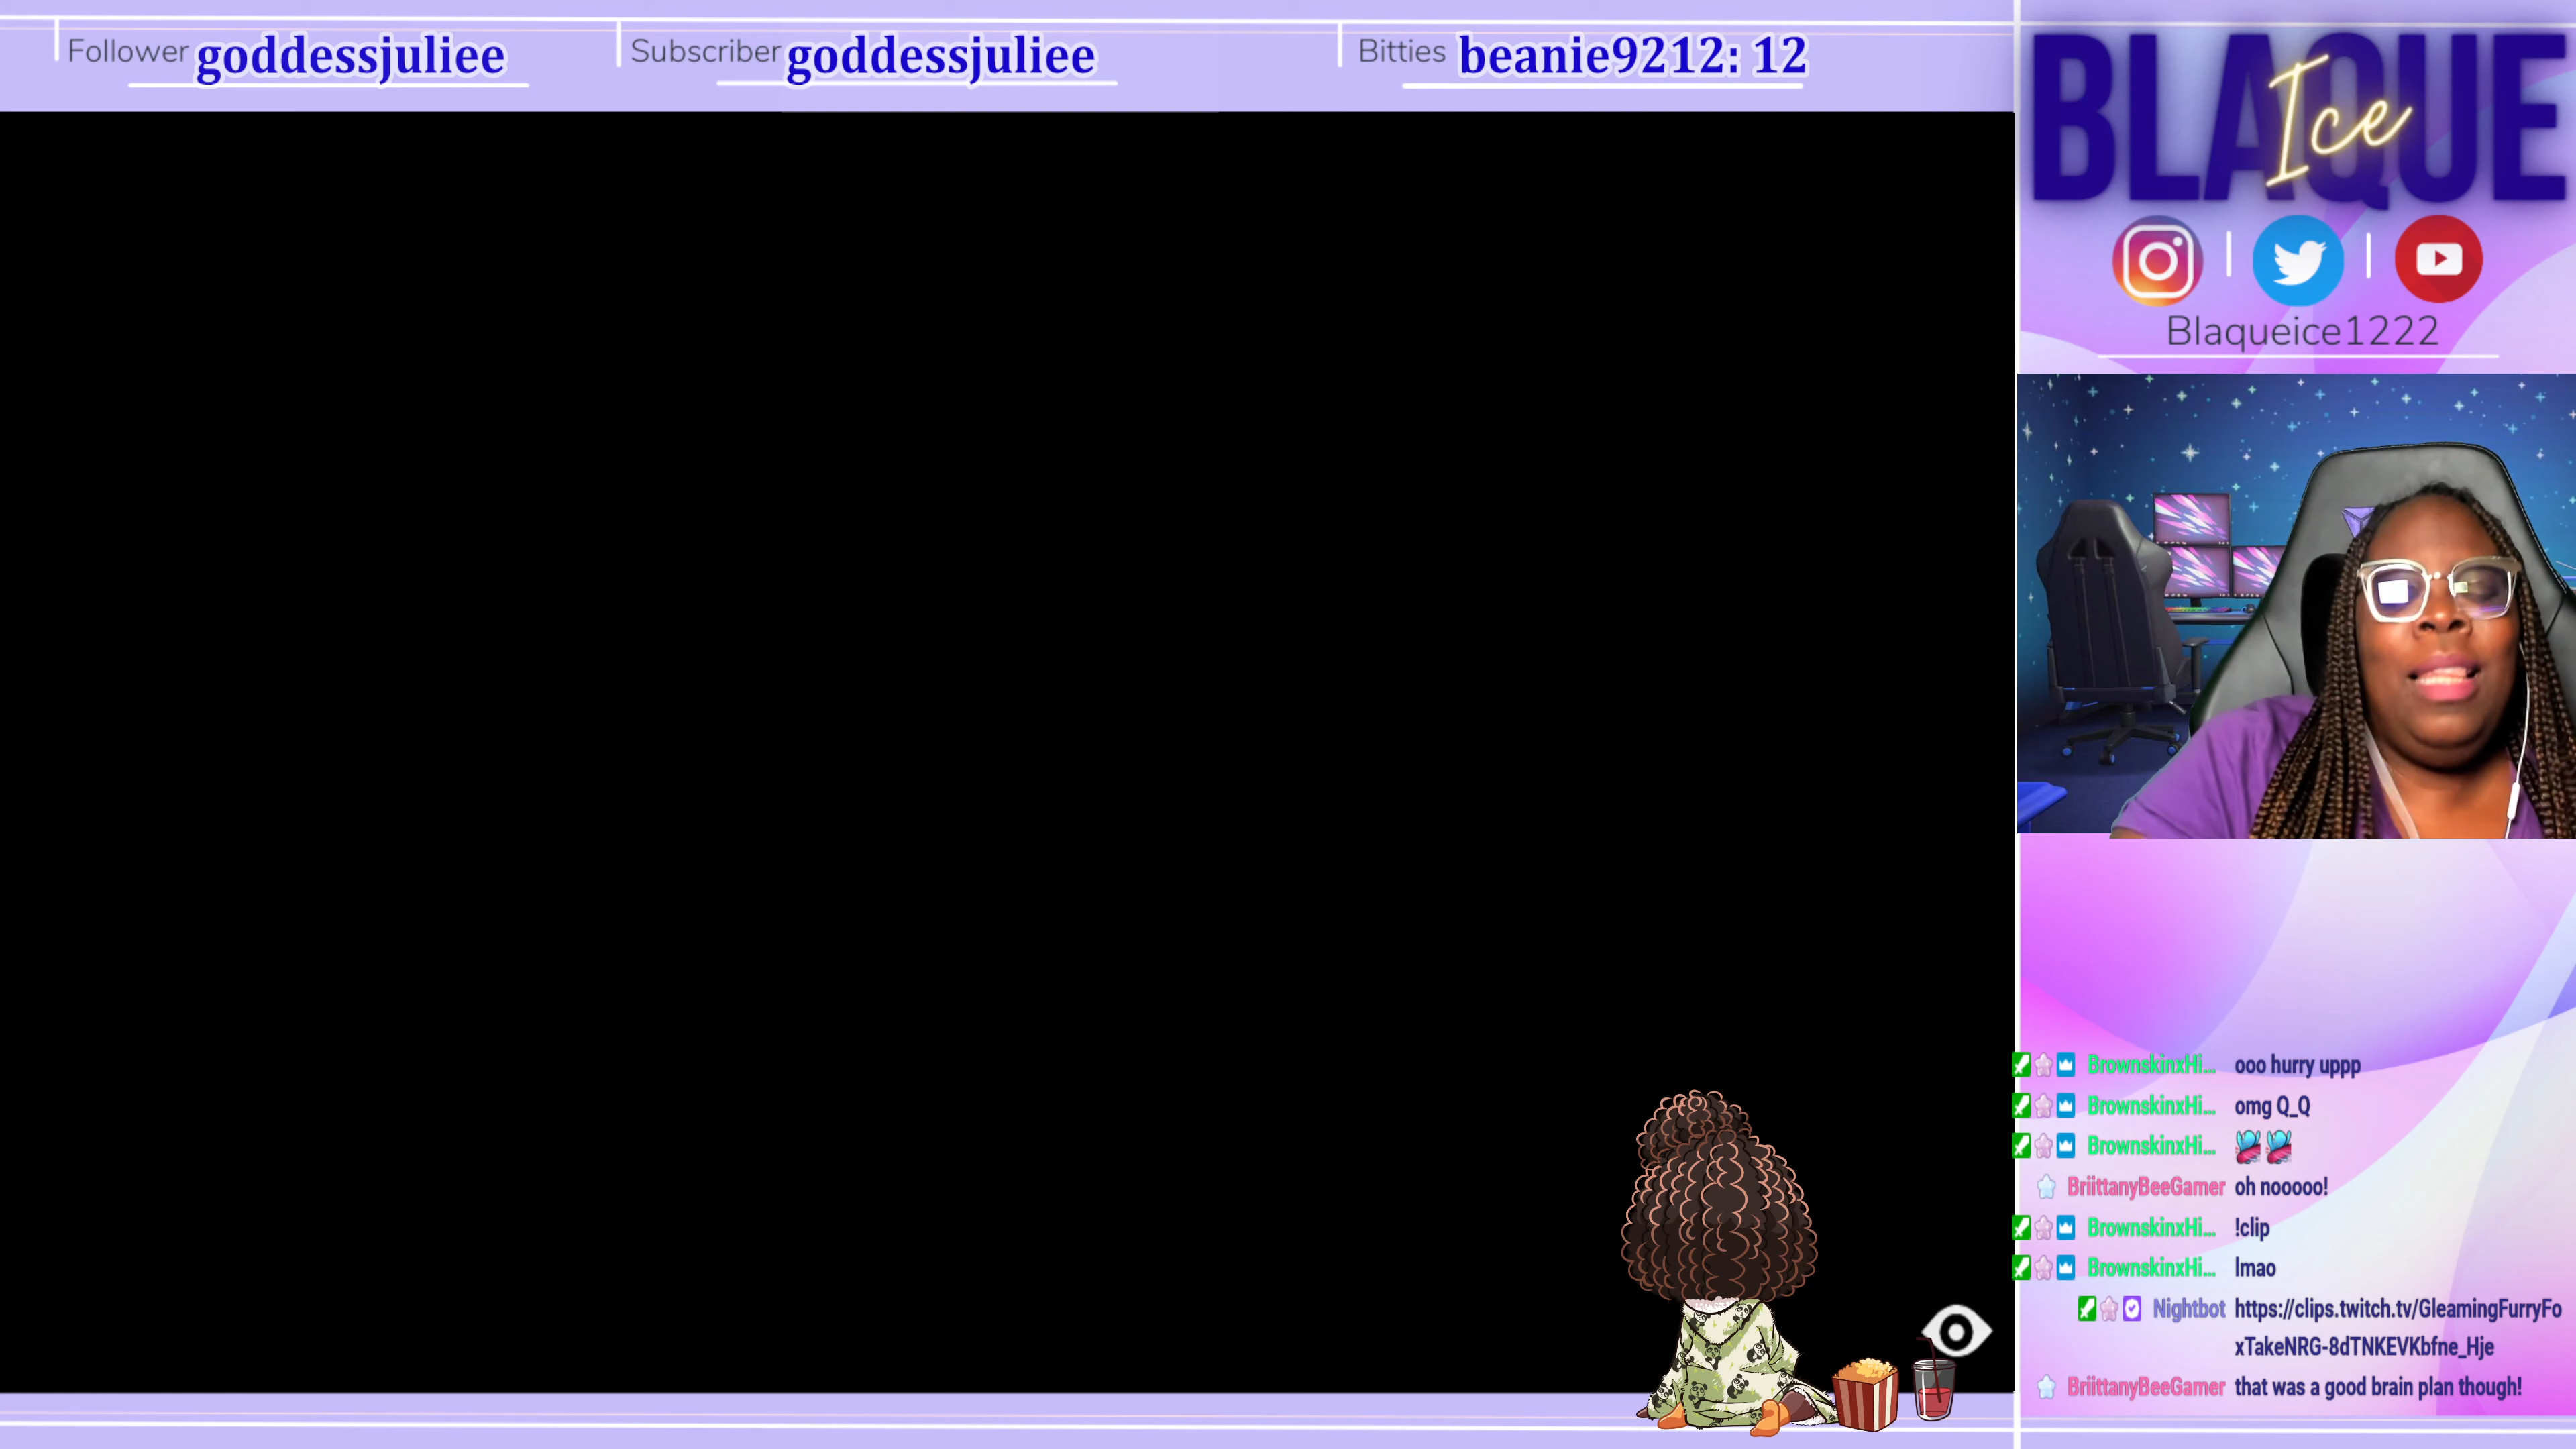 Follower goddessjuliee
Subscriber goddessjuliee
Bitties beanie9212: 12
BLAQUE
Ice
Blaqueice1222
BrownskinxHi... ooo hurry uppp
BrownskinxHi... omg Q_Q
BrownskinxHi...
BriittanyBeeGamer oh nooooo!
BrownskinxHi... !clip
BrownskinxHi... lmao
Nightbot https://clips.twitch.tv/GleamingFurryFo
xTakeNRG-8dTNKEVKbfne_Hje
BriittanyBeeGamer that was a good brain plan though!